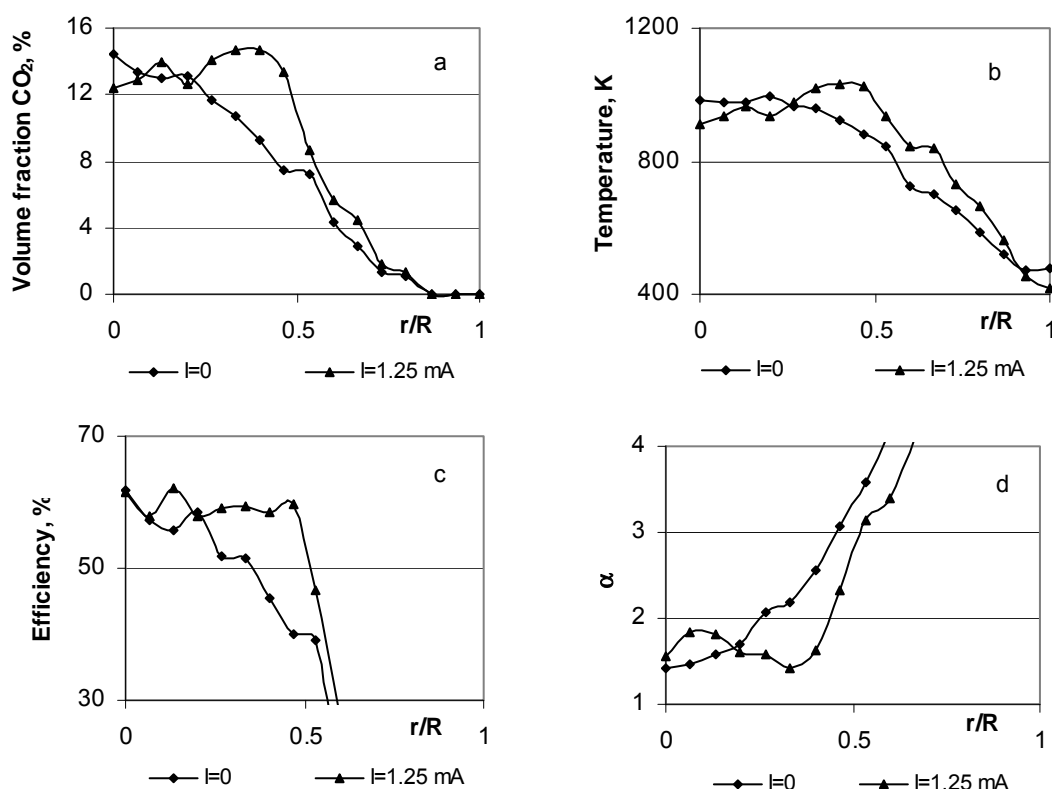 Volume fraction CO₂, %
16
12
8
4
0
a
0
0.5
r/R
1
I=0
I=1.25 mA
Temperature, K
1200
800
400
b
0
0.5
r/R
1
I=0
I=1.25 mA
Efficiency, %
70
50
30
c
0
0.5
r/R
1
I=0
I=1.25 mA
α
4
3
2
1
d
0
0.5
r/R
1
I=0
I=1.25 mA